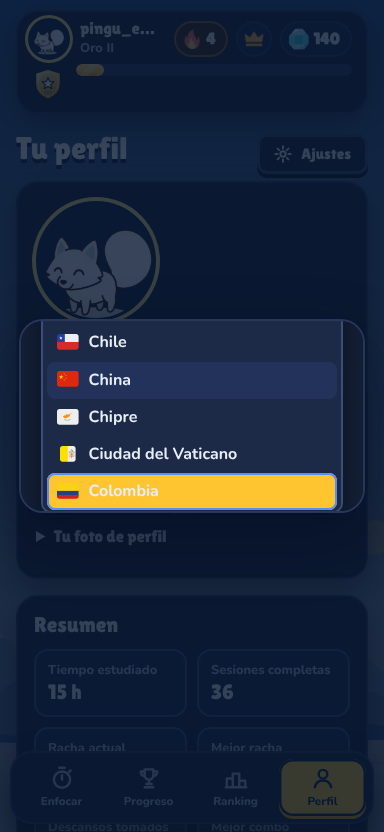 pingu_e...
Oro II
4
140
Tu perfil
Ajustes
Chile
China
Chipre
Ciudad del Vaticano
Colombia
Tu foto de perfil
Resumen
Tiempo estudiado
15 h
Sesiones completas
36
Racha actual
Mejor racha
Enfocar
Progreso
Ranking
Perfil
Descansos tomados
Mejor combo